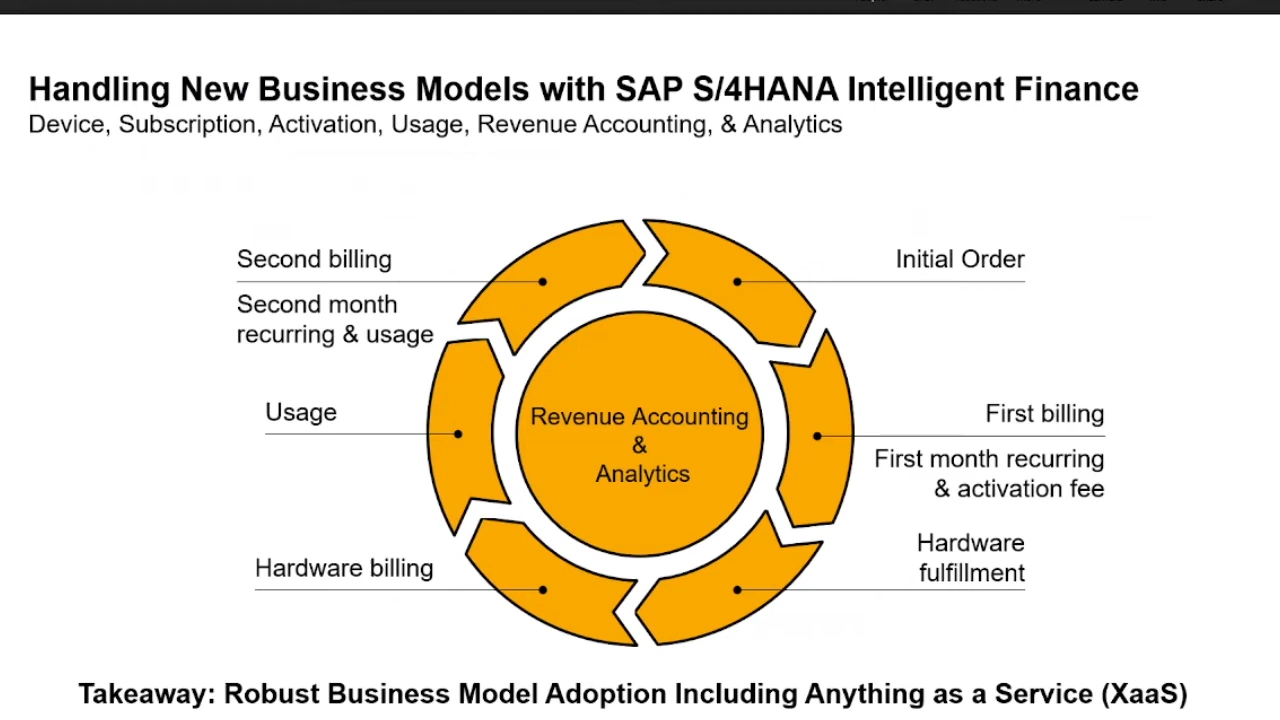 Handling New Business Models with SAP S/4HANA Intelligent Finance
Device, Subscription, Activation, Usage, Revenue Accounting, & Analytics
Second billing
Second month
recurring & usage
Usage
Hardware billing
Initial Order
First billing
First month recurring
& activation fee
Hardware
fulfillment
Revenue Accounting
&
Analytics
Takeaway: Robust Business Model Adoption Including Anything as a Service (XaaS)